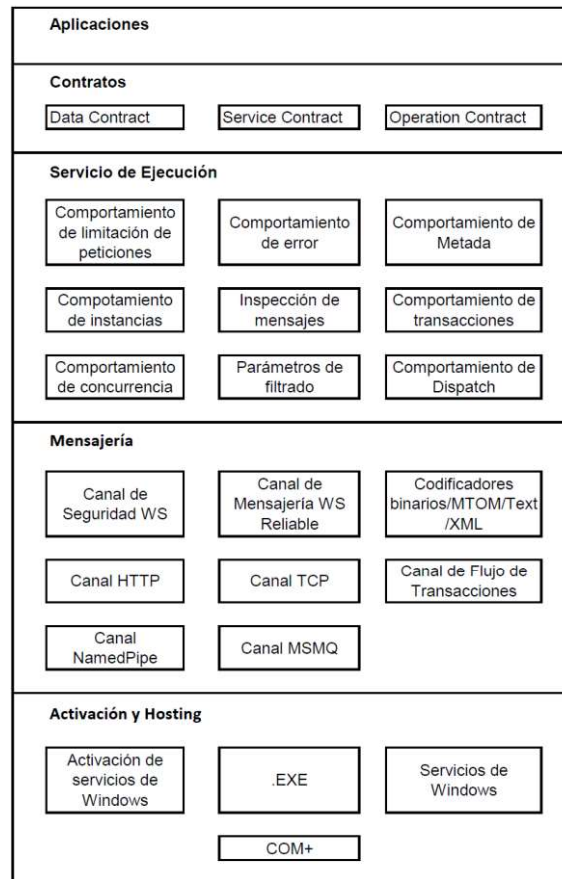 Aplicaciones
Contratos
Data Contract
Service Contract
Operation Contract
Servicio de Ejecución
Comportamiento
de limitación de
peticiones
Comportamiento
de error
Comportamiento de
Metada
Compotamiento
de instancias
Inspección de
mensajes
Comportamiento de
transacciones
Comportamiento
de concurrencia
Parámetros de
filtrado
Comportamiento de
Dispatch
Mensajería
Canal de
Seguridad WS
Canal de
Mensajería WS
Reliable
Codificadores
binarios/MTOM/Text
/XML
Canal HTTP
Canal TCP
Canal de Flujo de
Transacciones
Canal
NamedPipe
Canal MSMQ
Activación y Hosting
Activación de
servicios de
Windows
.EXE
Servicios de
Windows
COM+